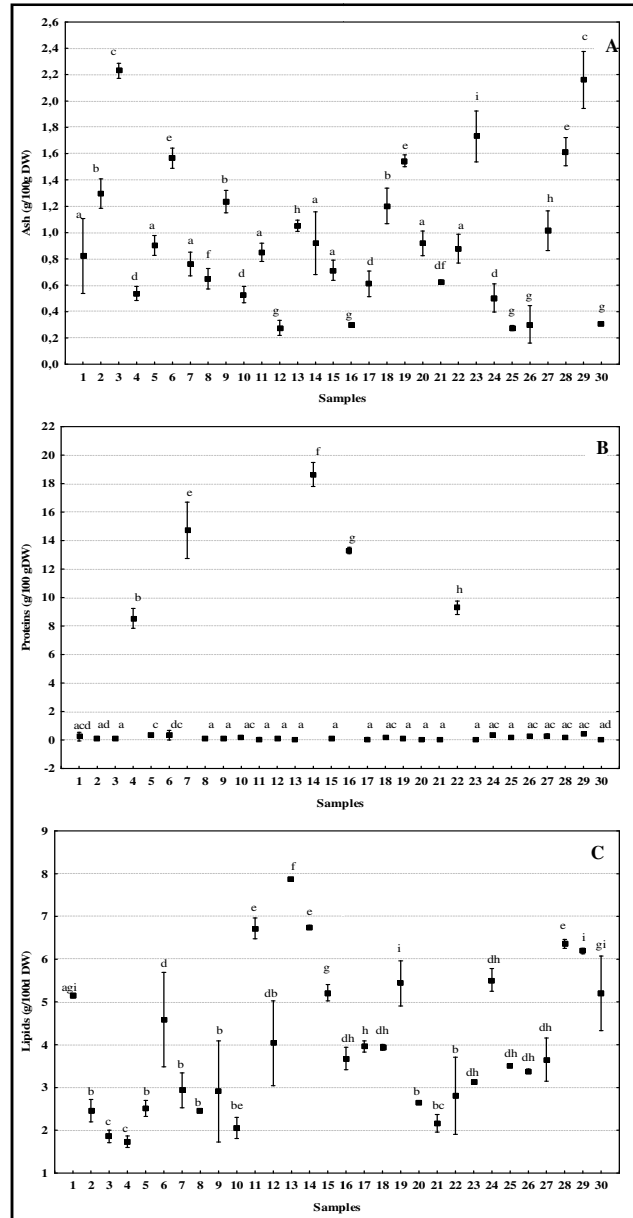 A
2,6
2,4
2,2
2,0
1,8
1,6
1,4
1,2
1,0
0,8
0,6
0,4
0,2
0,0
Ash (g/100g DW)
a b c d a e a f b d a g h a a g d b e a df a i d g g h e c g
1 2 3 4 5 6 7 8 9 10 11 12 13 14 15 16 17 18 19 20 21 22 23 24 25 26 27 28 29 30
Samples
B
22
20
18
16
14
12
10
8
6
4
2
0
-2
Proteins (g/100 gDW)
acd ad a b c dc e a a ac a a a f a g a ac a a a h a ac a ac ac ac ac ad
1 2 3 4 5 6 7 8 9 10 11 12 13 14 15 16 17 18 19 20 21 22 23 24 25 26 27 28 29 30
Samples
C
9
8
7
6
5
4
3
2
1
Lipids (g/100d DW)
agi b c c b d b b b be e db f e g dh h dh i b bc b dh dh dh dh dh e i gi
1 2 3 4 5 6 7 8 9 10 11 12 13 14 15 16 17 18 19 20 21 22 23 24 25 26 27 28 29 30
Samples